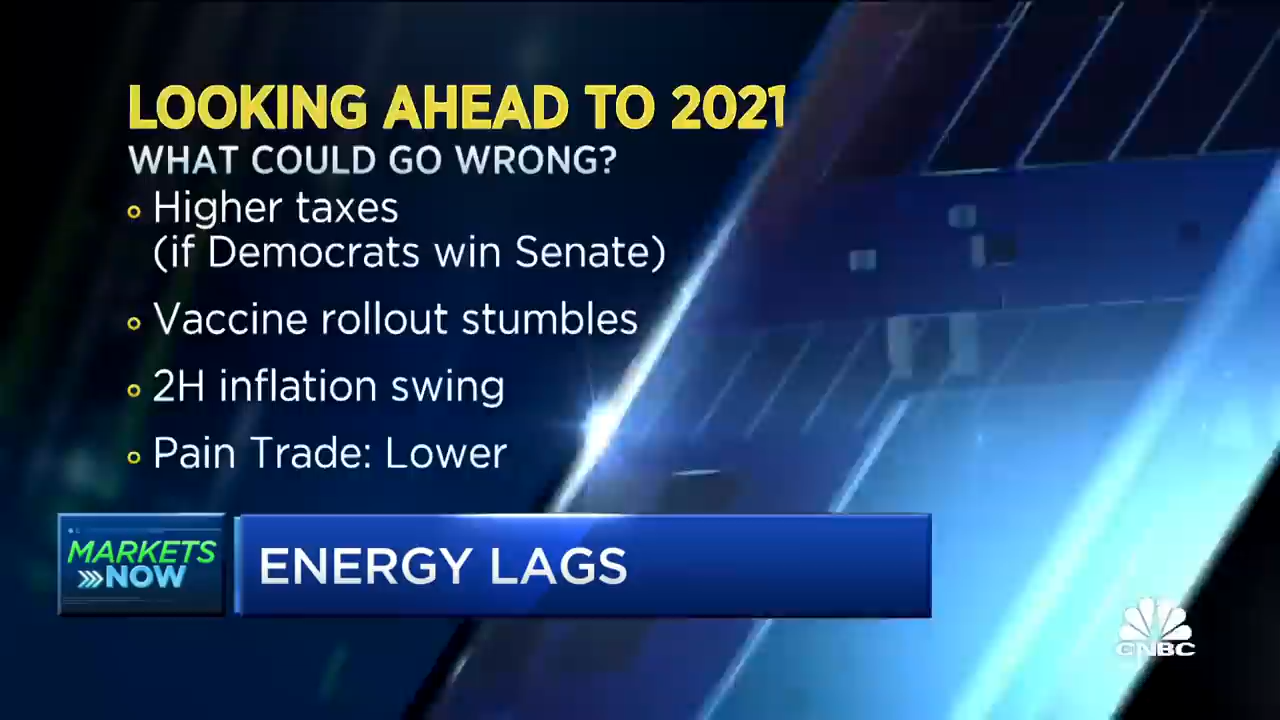 LOOKING AHEAD TO 2021
WHAT COULD GO WRONG?
Higher taxes
(if Democrats win Senate)
Vaccine rollout stumbles
2H inflation swing
Pain Trade: Lower
MARKETS
NOW
ENERGY LAGS
CNBC